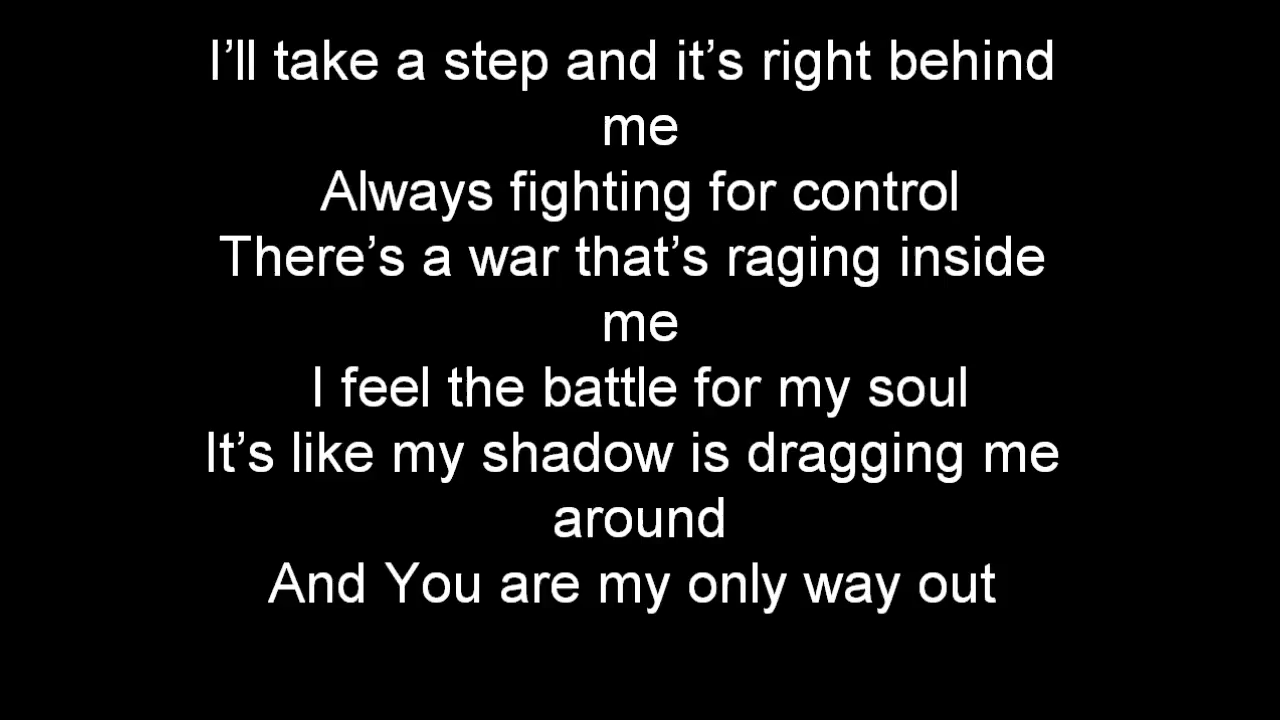 I’ll take a step and it’s right behind
me
Always fighting for control
There’s a war that’s raging inside
me
I feel the battle for my soul
It’s like my shadow is dragging me
around
And You are my only way out